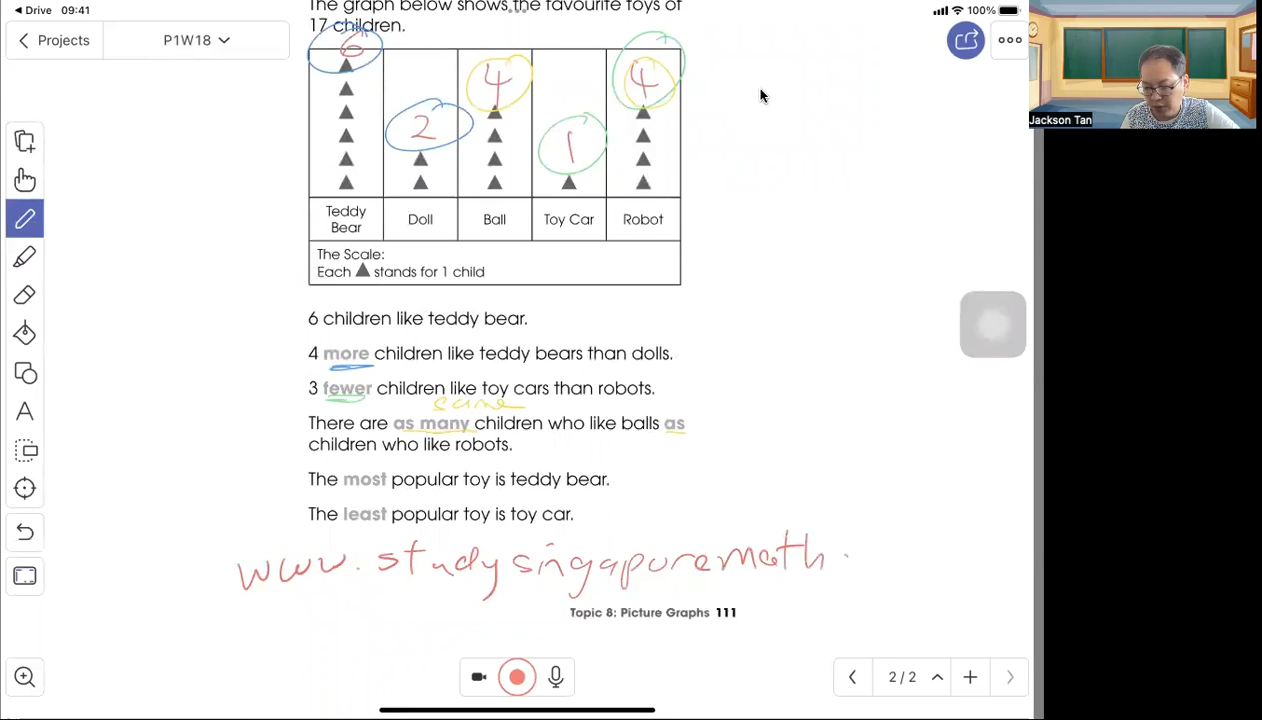 Drive 09:41
100%
Projects
P1W18
The graph below shows the favourite toys of
17 children.
6
2
4
1
4
Jackson Tan
Teddy
Bear
Doll
Ball
Toy Car
Robot
The Scale:
Each ▲ stands for 1 child
6 children like teddy bear.
4 more children like teddy bears than dolls.
3 fewer children like toy cars than robots.
same
There are as many children who like balls as
children who like robots.
The most popular toy is teddy bear.
The least popular toy is toy car.
www.studysingaporemath.
Topic 8: Picture Graphs 111
A
2 / 2